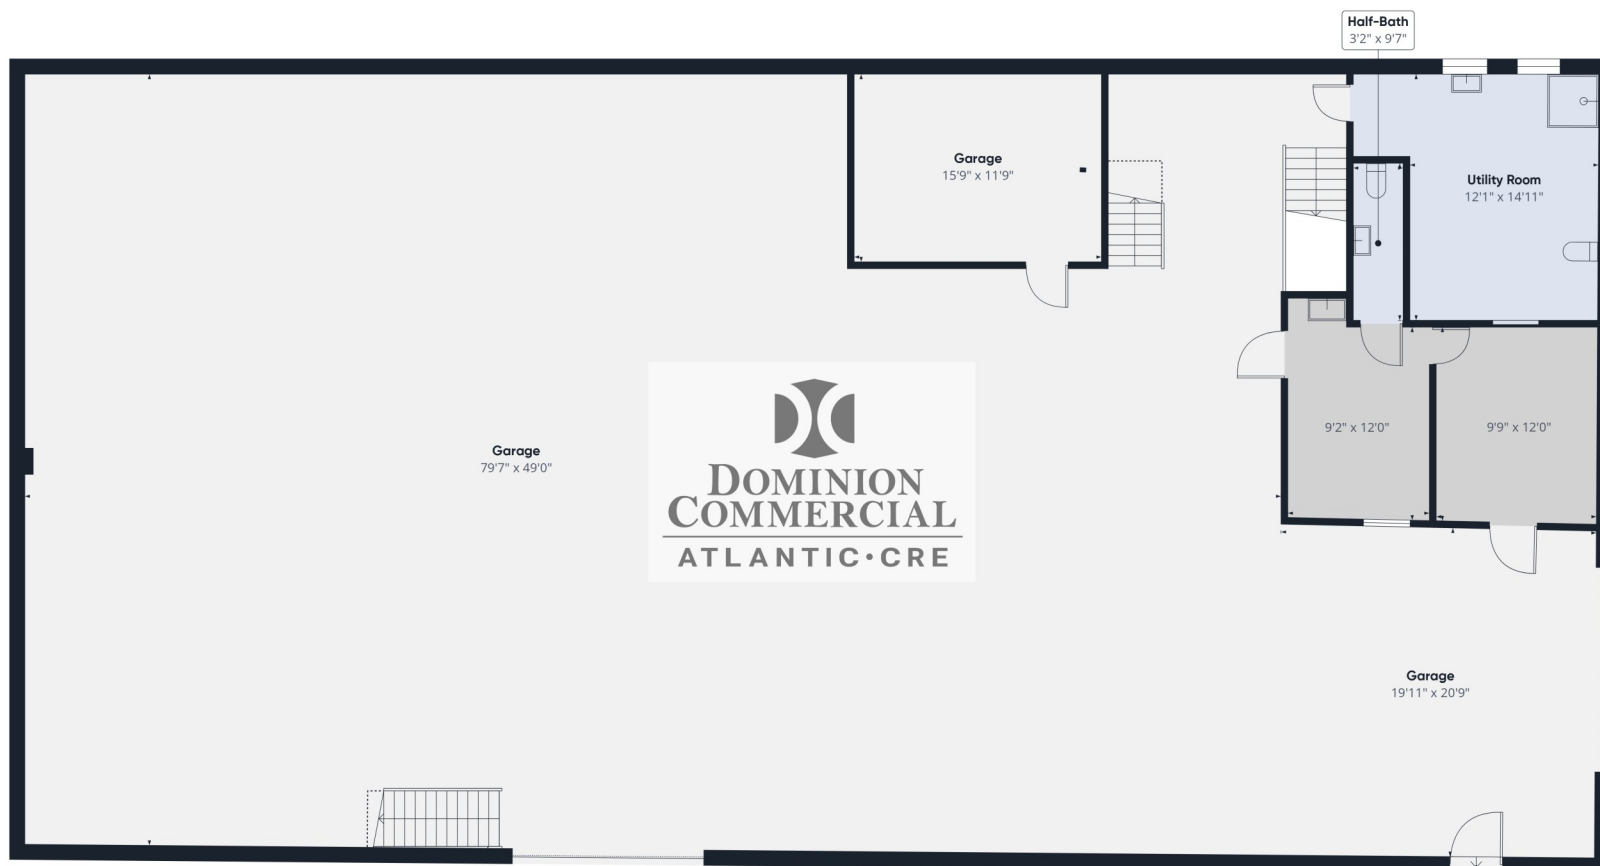 Half-Bath
3'2" x 9'7"
Garage
15'9" x 11'9"
Utility Room
12'1" x 14'11"
9'2" x 12'0"
9'9" x 12'0"
Garage
79'7" x 49'0"
DOMINION
COMMERCIAL
ATLANTIC•CRE
Garage
19'11" x 20'9"